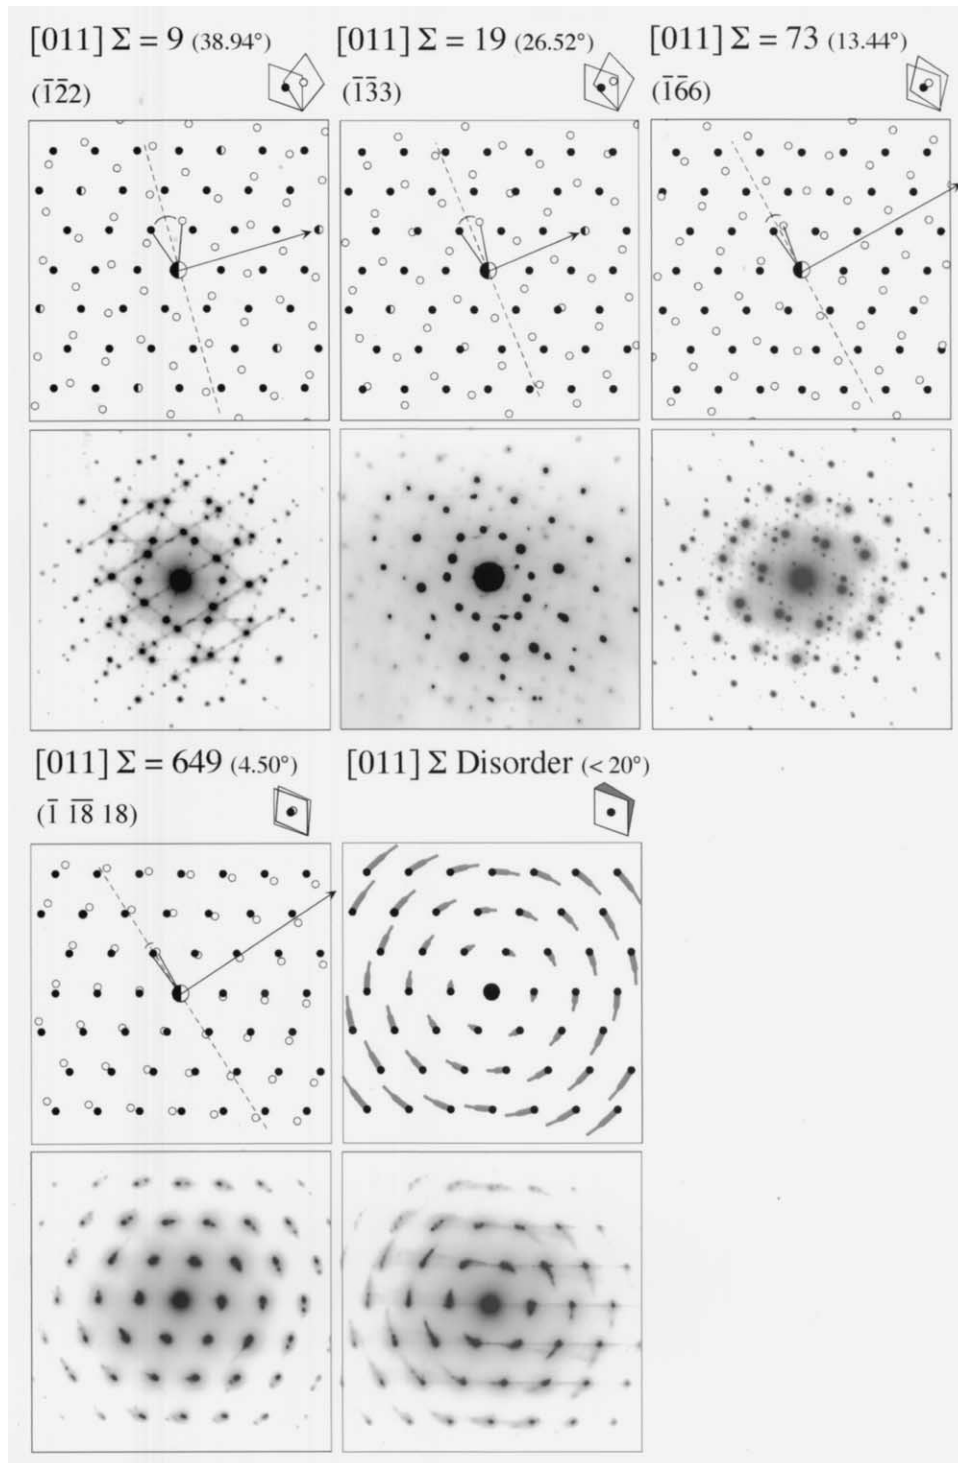 [011] Σ = 9 (38.94°)
(1̅2̅2)
[011] Σ = 19 (26.52°)
(1̅3̅3)
[011] Σ = 73 (13.44°)
(1̅6̅6)
[011] Σ = 649 (4.50°)
(1̅ 1̅8̅ 18)
[011] Σ Disorder (< 20°)